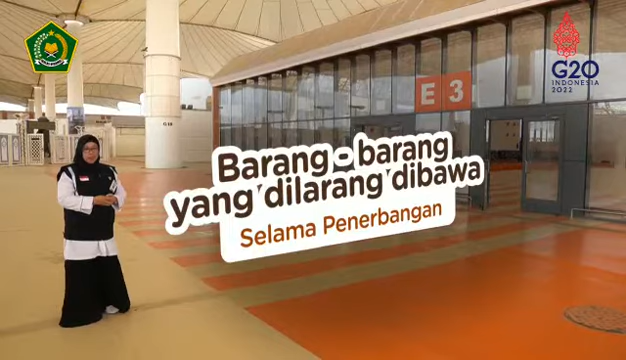 G20
INDONESIA
2022
E 3
Barang - barang
yang dilarang dibawa
Selama Penerbangan